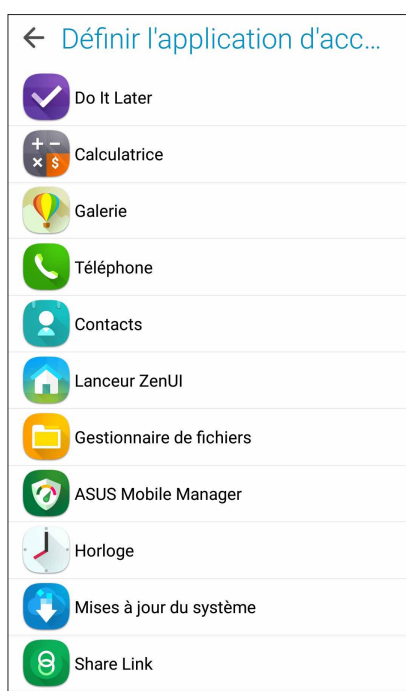 Définir l'application d'acc...
Do It Later
Calculatrice
Galerie
Téléphone
Contacts
Lanceur ZenUI
Gestionnaire de fichiers
ASUS Mobile Manager
Horloge
Mises à jour du système
Share Link